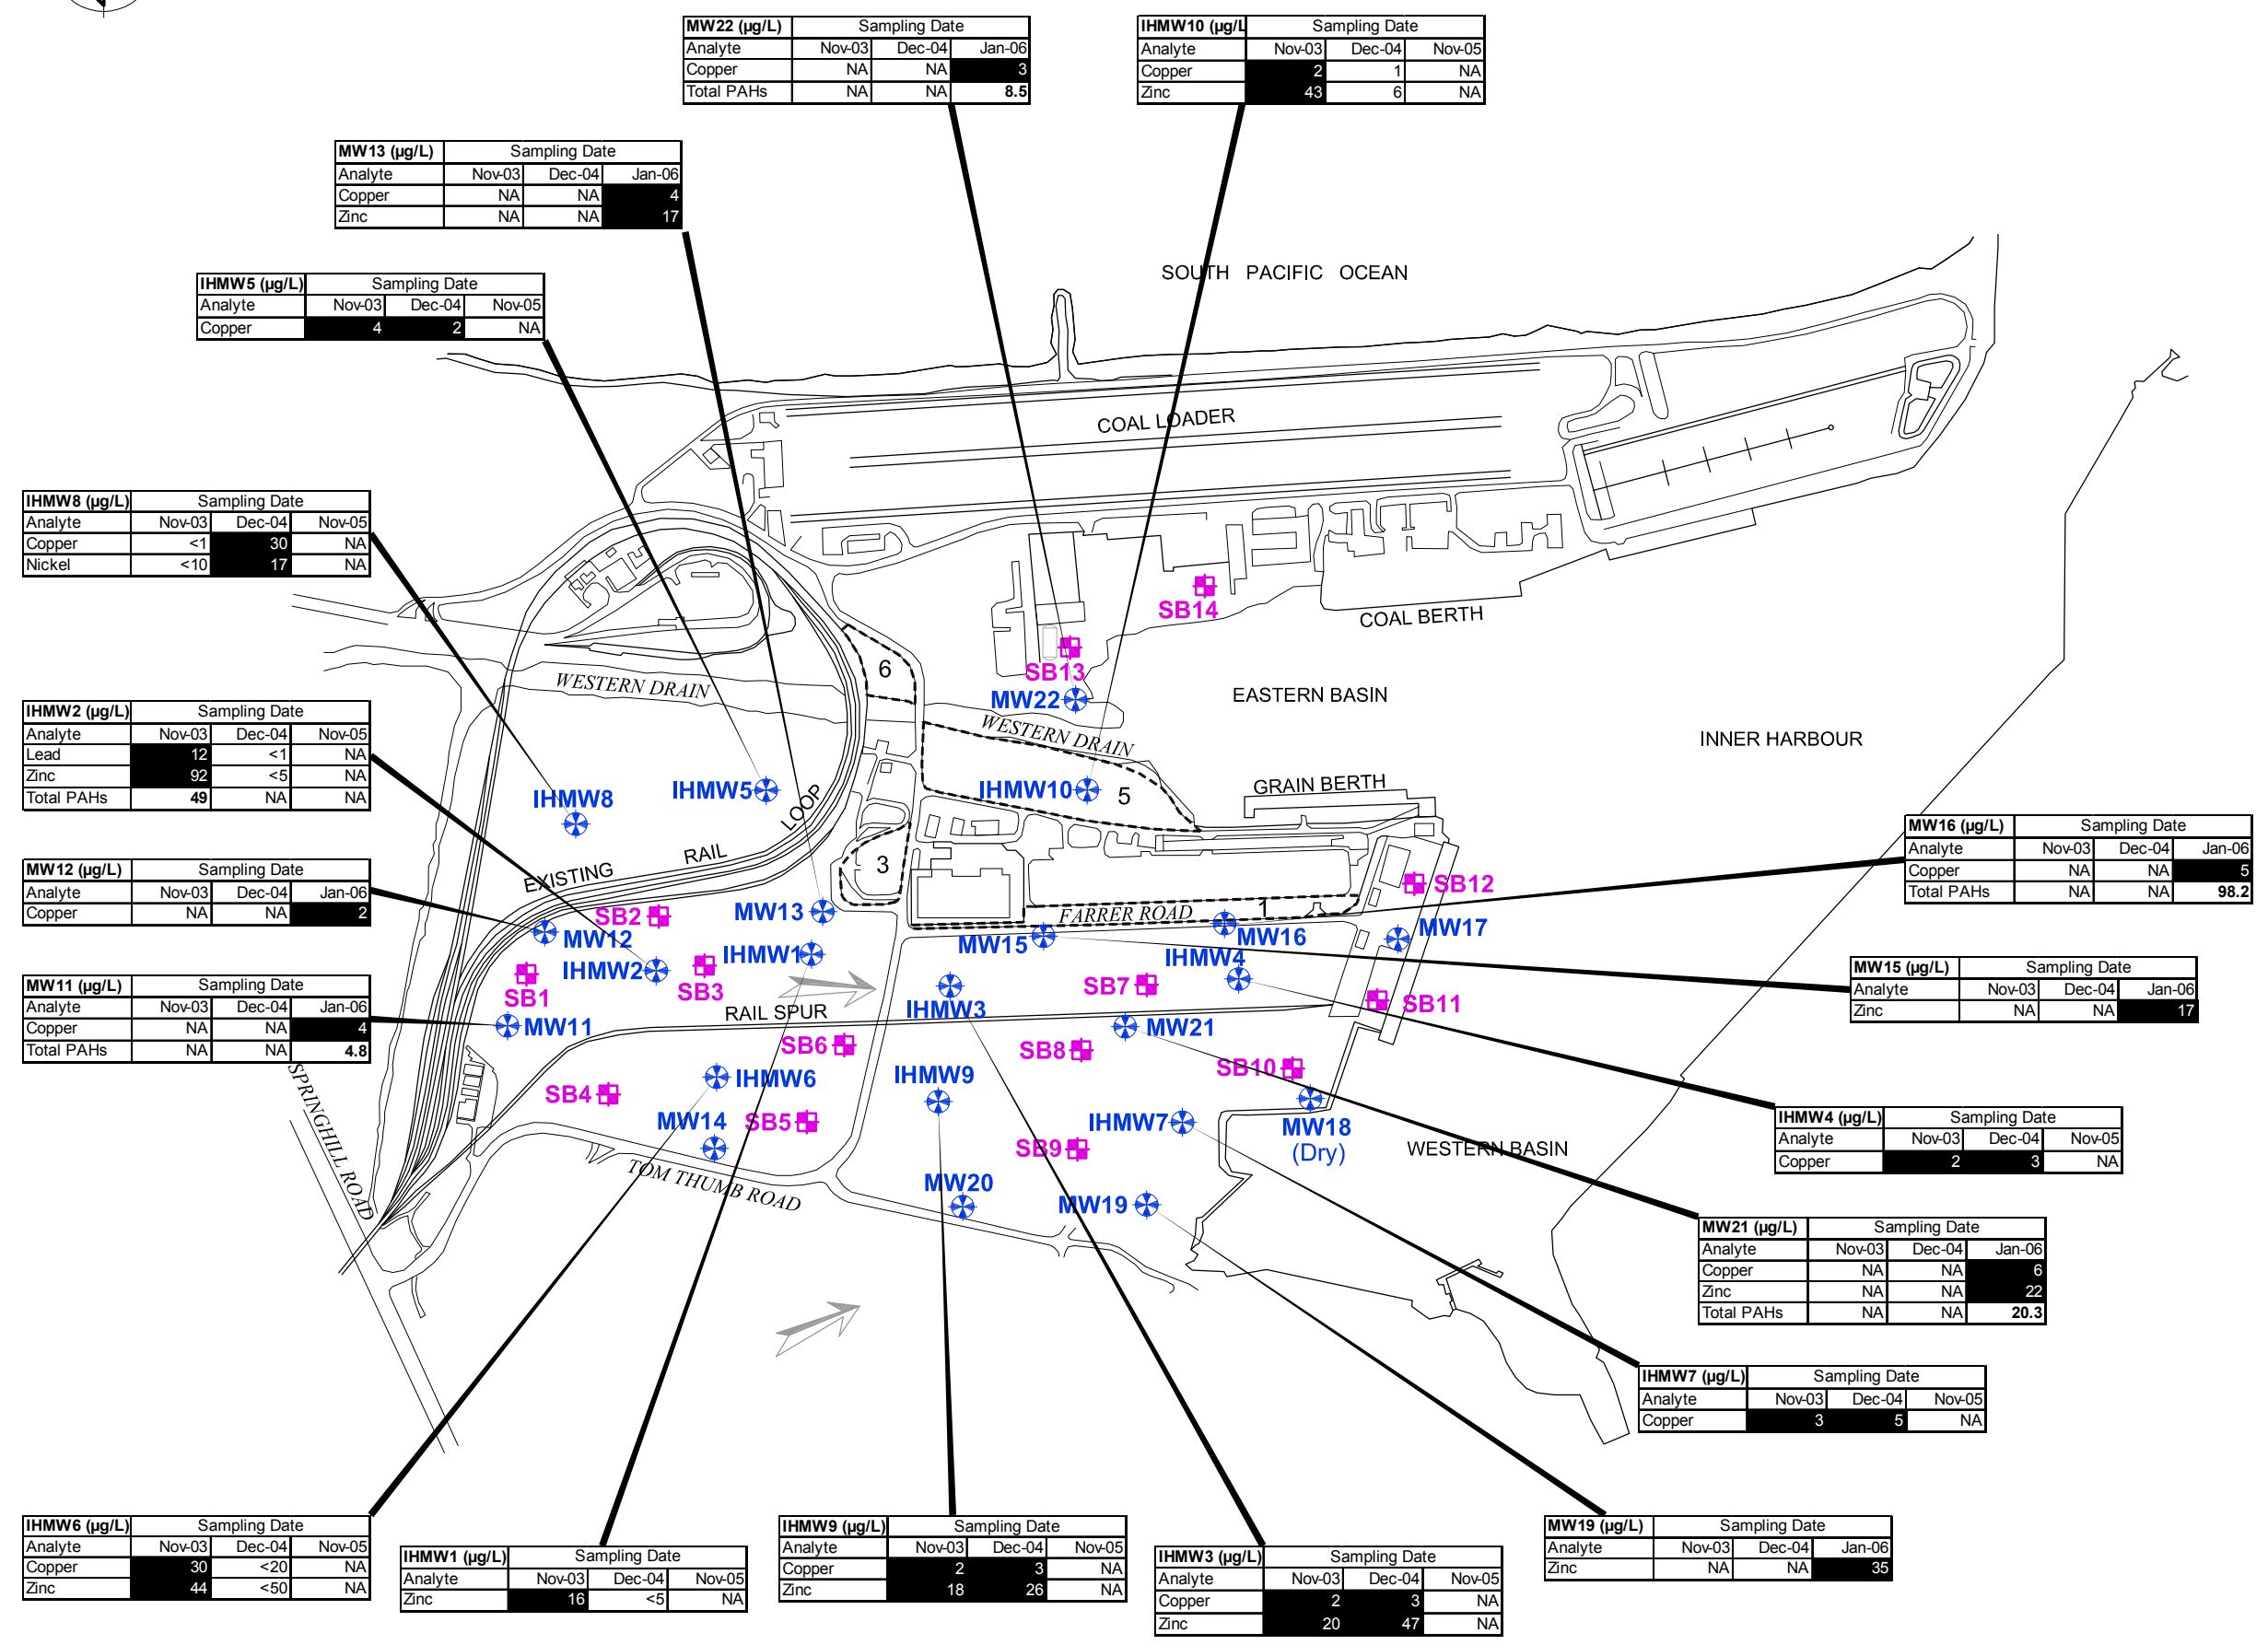 MW22 (µg/L) Sampling Date
Analyte Nov-03 Dec-04 Jan-06
Copper NA NA 3
Total PAHs NA NA 8.5
IHMW10 (µg/L Sampling Date
Analyte Nov-03 Dec-04 Nov-05
Copper 2 1 NA
Zinc 43 6 NA
MW13 (µg/L) Sampling Date
Analyte Nov-03 Dec-04 Jan-06
Copper NA NA 4
Zinc NA NA 17
IHMW5 (µg/L) Sampling Date
Analyte Nov-03 Dec-04 Nov-05
Copper 4 2 NA
SOUTH PACIFIC OCEAN
COAL LOADER
IHMW8 (µg/L) Sampling Date
Analyte Nov-03 Dec-04 Nov-05
Copper <1 30 NA
Nickel <10 17 NA
SB14
COAL BERTH
6
SB13
WESTERN DRAIN
MW22
EASTERN BASIN
WESTERN DRAIN
INNER HARBOUR
IHMW2 (µg/L) Sampling Date
Analyte Nov-03 Dec-04 Nov-05
Lead 12 <1 NA
Zinc 92 <5 NA
Total PAHs 49 NA NA
IHMW8
IHMW5
LOOP
IHMW10
5
GRAIN BERTH
EXISTING RAIL
3
MW16 (µg/L) Sampling Date
Analyte Nov-03 Dec-04 Jan-06
Copper NA NA 5
Total PAHs NA NA 98.2
MW12 (µg/L) Sampling Date
Analyte Nov-03 Dec-04 Jan-06
Copper NA NA 2
SB12
SB2
MW13
FARRER ROAD
1
MW12
MW15
MW16
MW17
IHMW1
IHMW4
IHMW2
SB3
SB1
SB7
IHMW3
SB11
RAIL SPUR
MW15 (µg/L) Sampling Date
Analyte Nov-03 Dec-04 Jan-06
Zinc NA NA 17
MW11 (µg/L) Sampling Date
Analyte Nov-03 Dec-04 Jan-06
Copper NA NA 4
Total PAHs NA NA 4.8
MW11
MW21
SB6
SB8
SB10
IHMW6
IHMW9
SB4
MW14
SB5
IHMW7
MW18
(Dry)
SB9
WESTERN BASIN
SPRINGHILL ROAD
TOM THUMB ROAD
MW20
MW19
IHMW4 (µg/L) Sampling Date
Analyte Nov-03 Dec-04 Nov-05
Copper 2 3 NA
MW21 (µg/L) Sampling Date
Analyte Nov-03 Dec-04 Jan-06
Copper NA NA 6
Zinc NA NA 22
Total PAHs NA NA 20.3
IHMW7 (µg/L) Sampling Date
Analyte Nov-03 Dec-04 Nov-05
Copper 3 5 NA
IHMW6 (µg/L) Sampling Date
Analyte Nov-03 Dec-04 Nov-05
Copper 30 <20 NA
Zinc 44 <50 NA
IHMW1 (µg/L) Sampling Date
Analyte Nov-03 Dec-04 Nov-05
Zinc 16 <5 NA
IHMW9 (µg/L) Sampling Date
Analyte Nov-03 Dec-04 Nov-05
Copper 2 3 NA
Zinc 18 26 NA
IHMW3 (µg/L) Sampling Date
Analyte Nov-03 Dec-04 Nov-05
Copper 2 3 NA
Zinc 20 47 NA
MW19 (µg/L) Sampling Date
Analyte Nov-03 Dec-04 Jan-06
Zinc NA NA 35